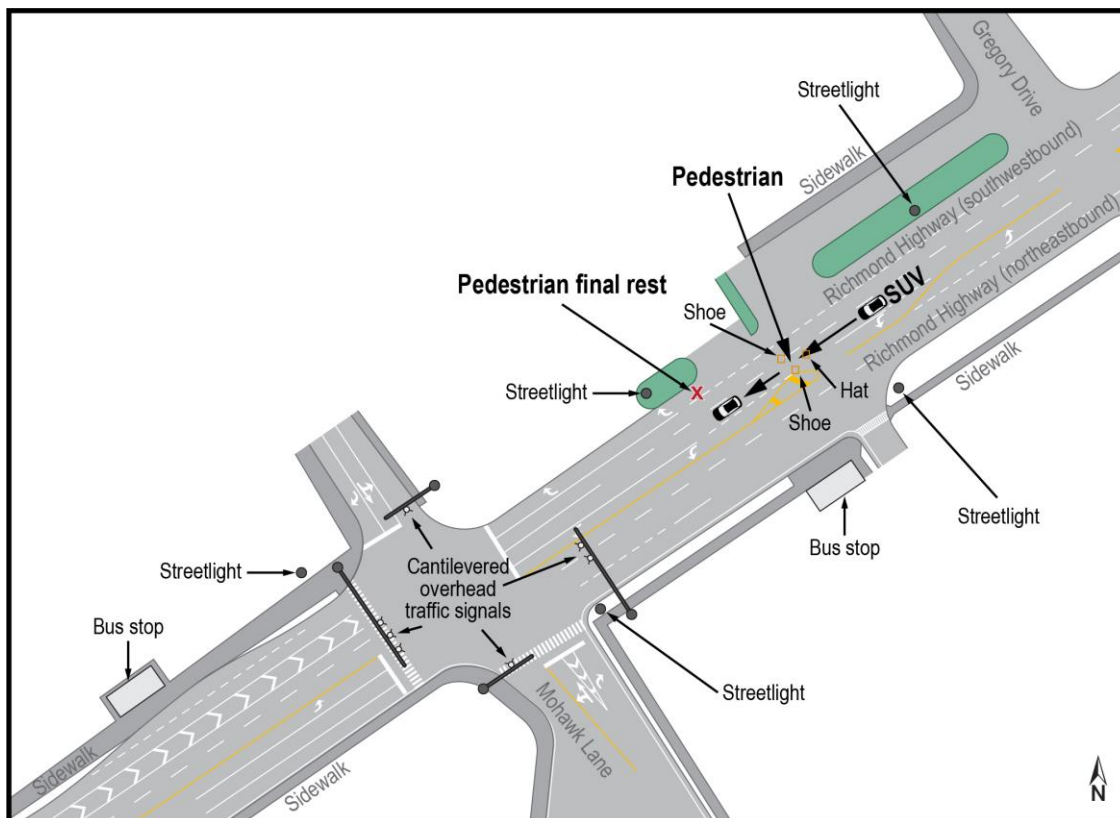 Gregory Drive
Streetlight
Sidewalk
Richmond Highway (southwestbound)
Pedestrian
Richmond Highway (northeastbound)
SUV
Pedestrian final rest
Shoe
Sidewalk
Streetlight
Hat
Shoe
Streetlight
Bus stop
Cantilevered
overhead
traffic signals
Streetlight
Bus stop
Streetlight
Mohawk Lane
Sidewalk
Sidewalk
N